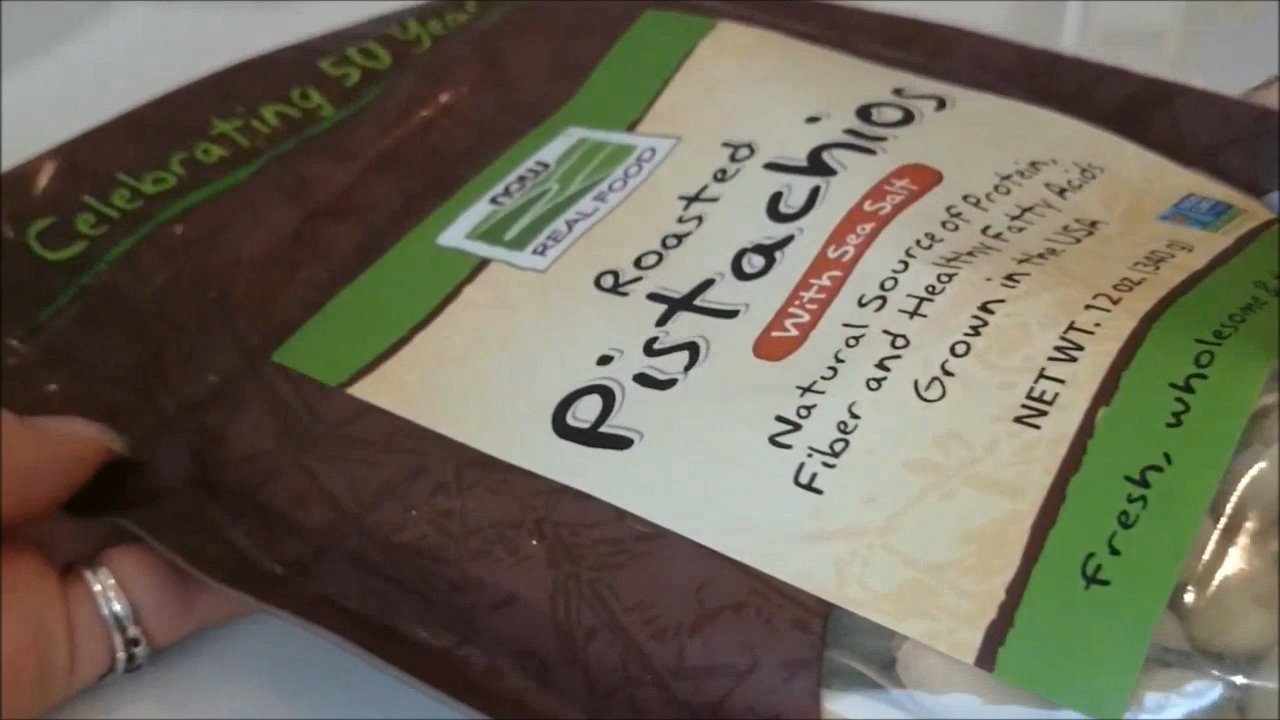 Celebrating 50 Year
now
REAL FOOD
Roasted
Pistachios
With Sea Salt
Natural Source of Protein,
Fiber and Healthy Fatty Acids
Grown in the USA
NET WT. 12 oz. (340 g)
Fresh, wholesome &